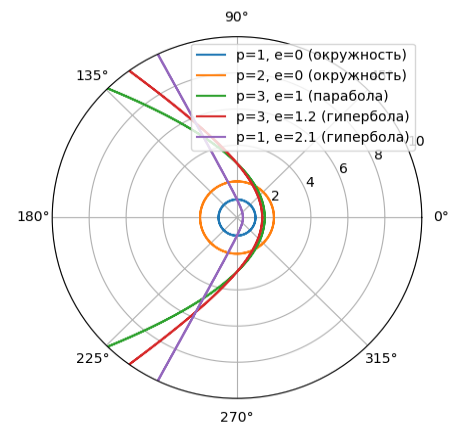 90°
p=1, e=0 (окружность)
p=2, e=0 (окружность)
p=3, e=1 (парабола)
p=3, e=1.2 (гипербола)
p=1, e=2.1 (гипербола)
135°
10
8
6
4
2
180°
0°
225°
315°
270°